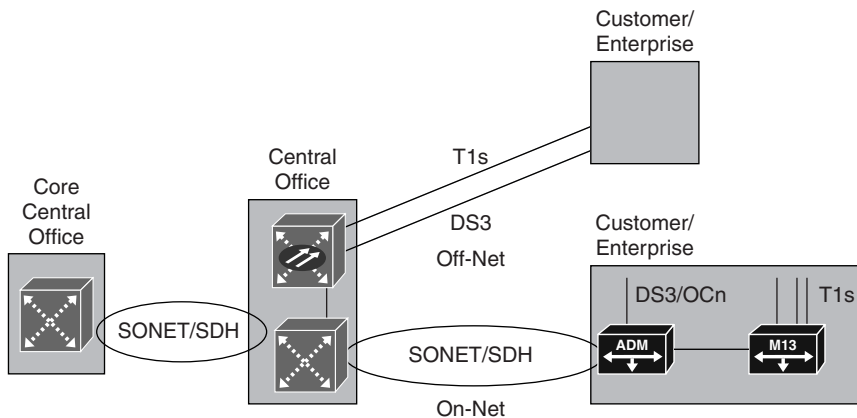 Customer/
Enterprise
T1s
Central
Office
Core
Central
Office
DS3
Off-Net
Customer/
Enterprise
DS3/OCn
T1s
SONET/SDH
SONET/SDH
ADM
M13
On-Net